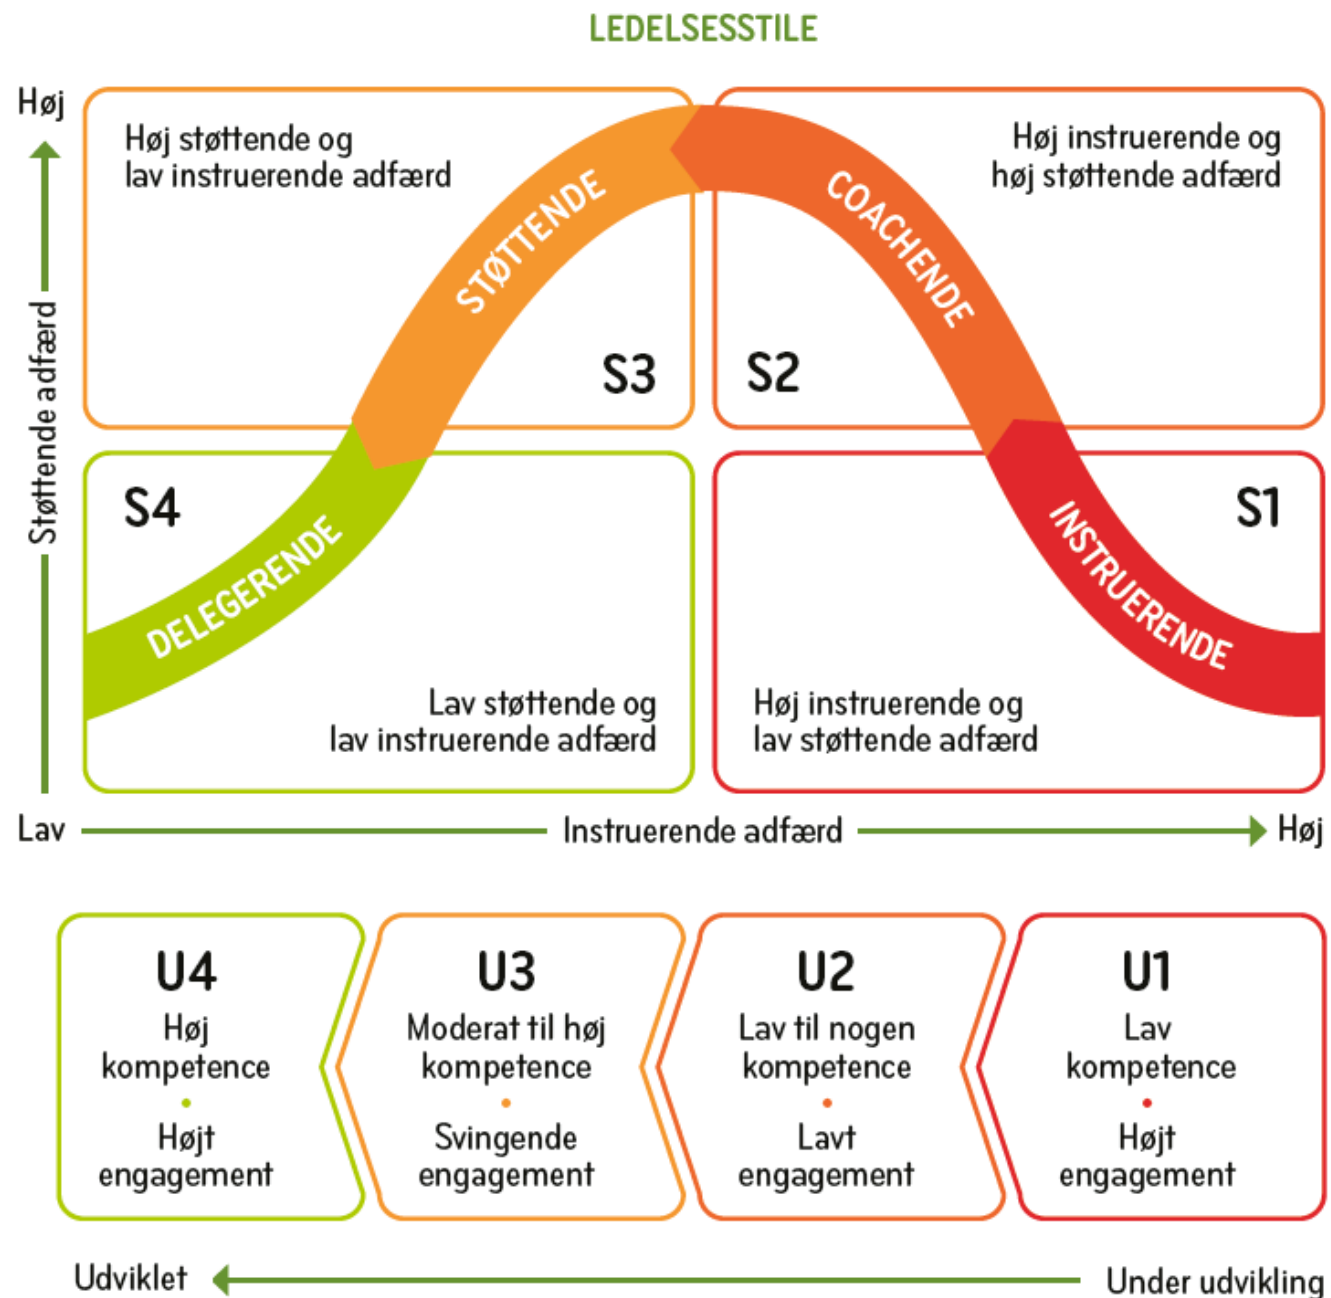 LEDELSESSTILE
Høj
Høj støttende og
lav instruerende adfærd
Høj instruerende og
høj støttende adfærd
STØTTENDE
COACHENDE
S3
S2
Støttende adfærd
S4
S1
DELEGERENDE
INSTRUERENDE
Lav støttende og
lav instruerende adfærd
Høj instruerende og
lav støttende adfærd
Lav
Instruerende adfærd
Høj
U4
Høj
kompetence
•
Højt
engagement
U3
Moderat til høj
kompetence
•
Svingende
engagement
U2
Lav til nogen
kompetence
•
Lavt
engagement
U1
Lav
kompetence
•
Højt
engagement
Udviklet
Under udvikling